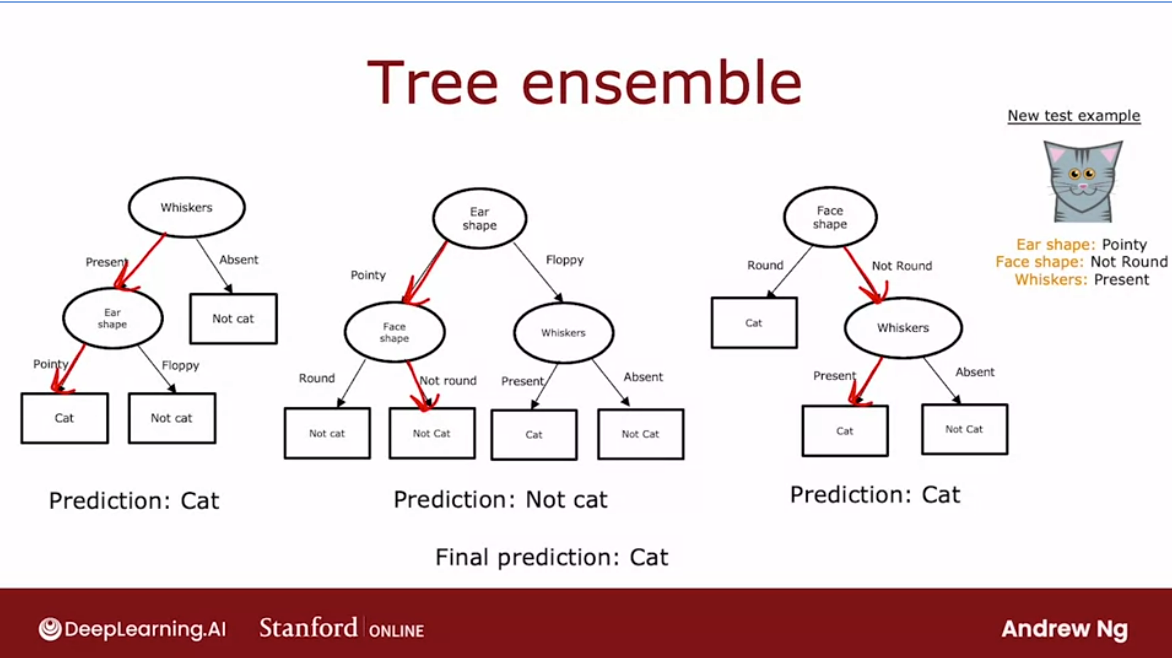 Tree ensemble
New test example
Ear shape: Pointy
Face shape: Not Round
Whiskers: Present
Whiskers
Present
Absent
Ear
shape
Not cat
Pointy
Floppy
Cat
Not cat
Prediction: Cat
Ear
shape
Pointy
Floppy
Face
shape
Whiskers
Round
Not round
Present
Absent
Not cat
Not Cat
Cat
Not Cat
Prediction: Not cat
Face
shape
Round
Not Round
Cat
Whiskers
Present
Absent
Cat
Not Cat
Prediction: Cat
Final prediction: Cat
DeepLearning.AI
Stanford ONLINE
Andrew Ng